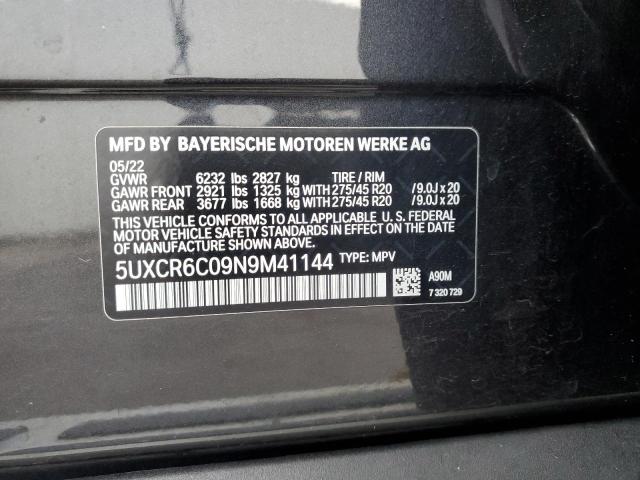 MFD BY BAYERISCHE MOTOREN WERKE AG
05/22
GVWR 6232 lbs 2827 kg TIRE / RIM
GAWR FRONT 2921 lbs 1325 kg WITH 275/45 R20 /9.0J x 20
GAWR REAR 3677 lbs 1668 kg WITH 275/45 R20 /9.0J x 20
THIS VEHICLE CONFORMS TO ALL APPLICABLE U. S. FEDERAL
MOTOR VEHICLE SAFETY STANDARDS IN EFFECT ON THE DATE
OF MANUFACTURE SHOWN ABOVE.
5UXCR6C09N9M41144 TYPE: MPV
A90M
7 320 729